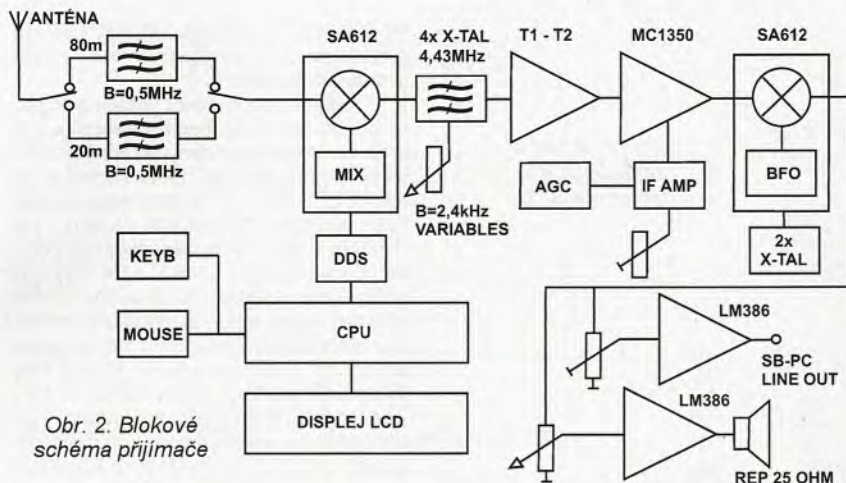 ANTÉNA
80m
B=0,5MHz
20m
B=0,5MHz
SA612
MIX
DDS
4x X-TAL
4,43MHz
B=2,4kHz
VARIABLES
T1 - T2
MC1350
AGC
IF AMP
SA612
BFO
2x
X-TAL
KEYB
MOUSE
CPU
DISPLEJ LCD
LM386
SB-PC
LINE OUT
LM386
REP 25 OHM
Obr. 2. Blokové
schéma přijímače